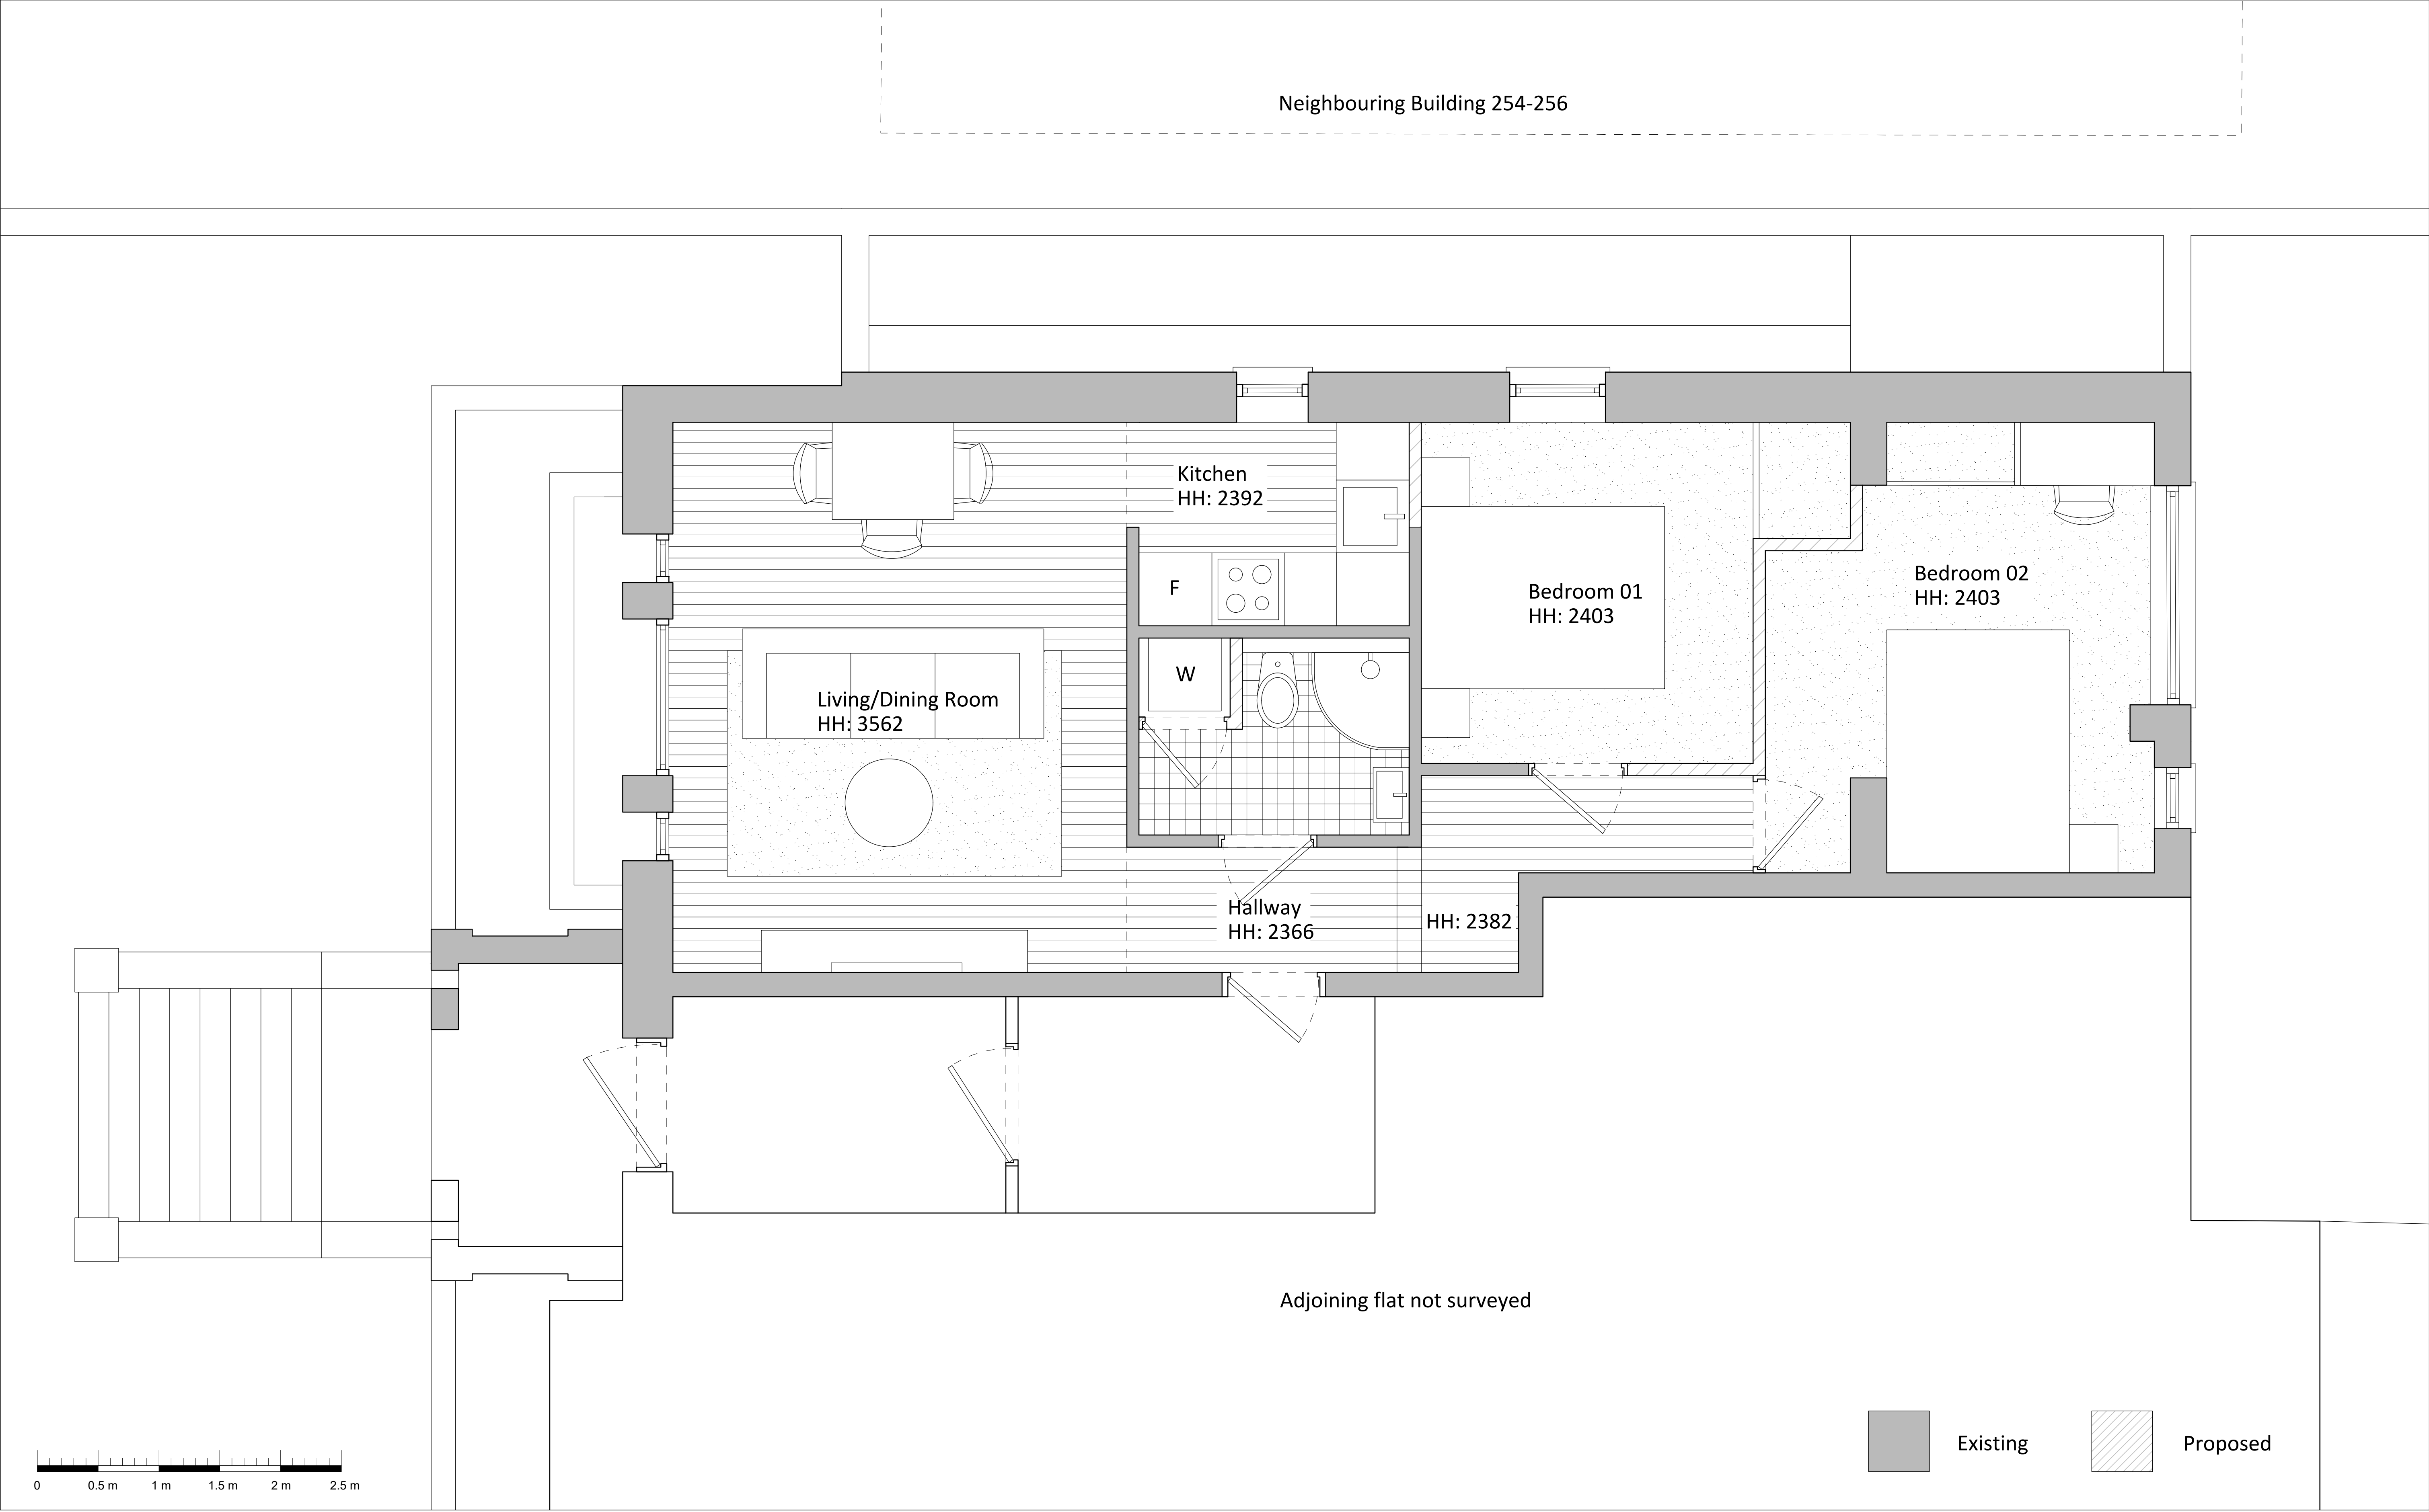 Neighbouring Building 254-256
Kitchen
HH: 2392
F
Bedroom 01
HH: 2403
Bedroom 02
HH: 2403
W
Living/Dining Room
HH: 3562
Hallway
HH: 2366
HH: 2382
Adjoining flat not surveyed
Existing
Proposed
0 0.5 m 1 m 1.5 m 2 m 2.5 m